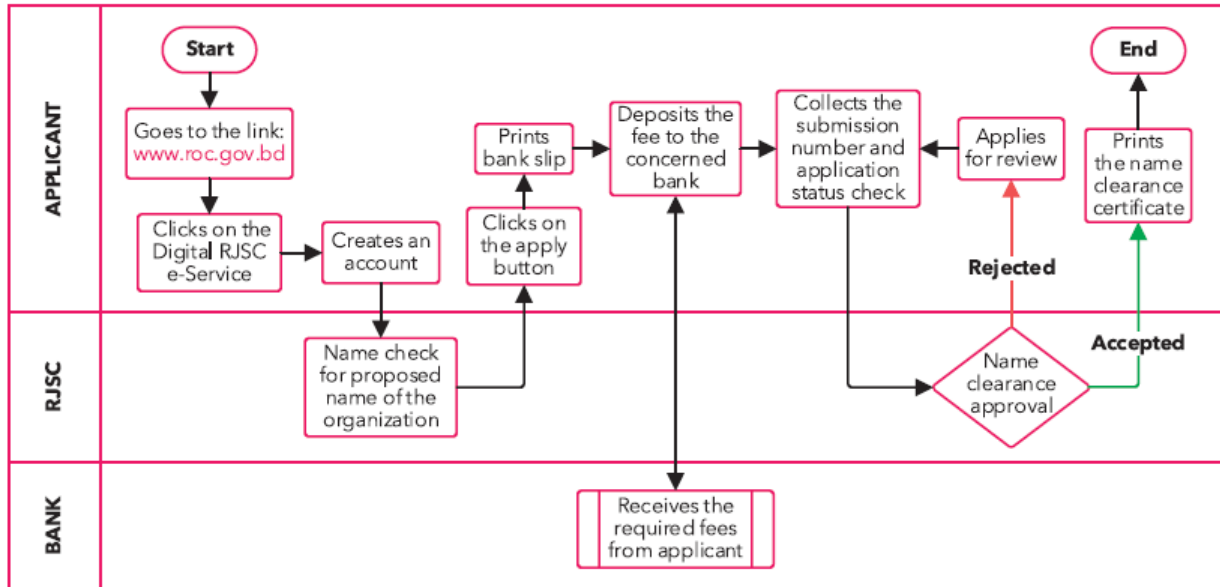 APPLICANT
Start
Goes to the link:
www.roc.gov.bd
Clicks on the
Digital RJSC
e-Service
Creates an
account
Prints
bank slip
Clicks on
the apply
button
Deposits the
fee to the
concerned
bank
Collects the
submission
number and
application
status check
Applies
for review
Rejected
End
Prints
the name
clearance
certificate
RJSC
Name check
for proposed
name of the
organization
Name
clearance
approval
Accepted
BANK
Receives the
required fees
from applicant